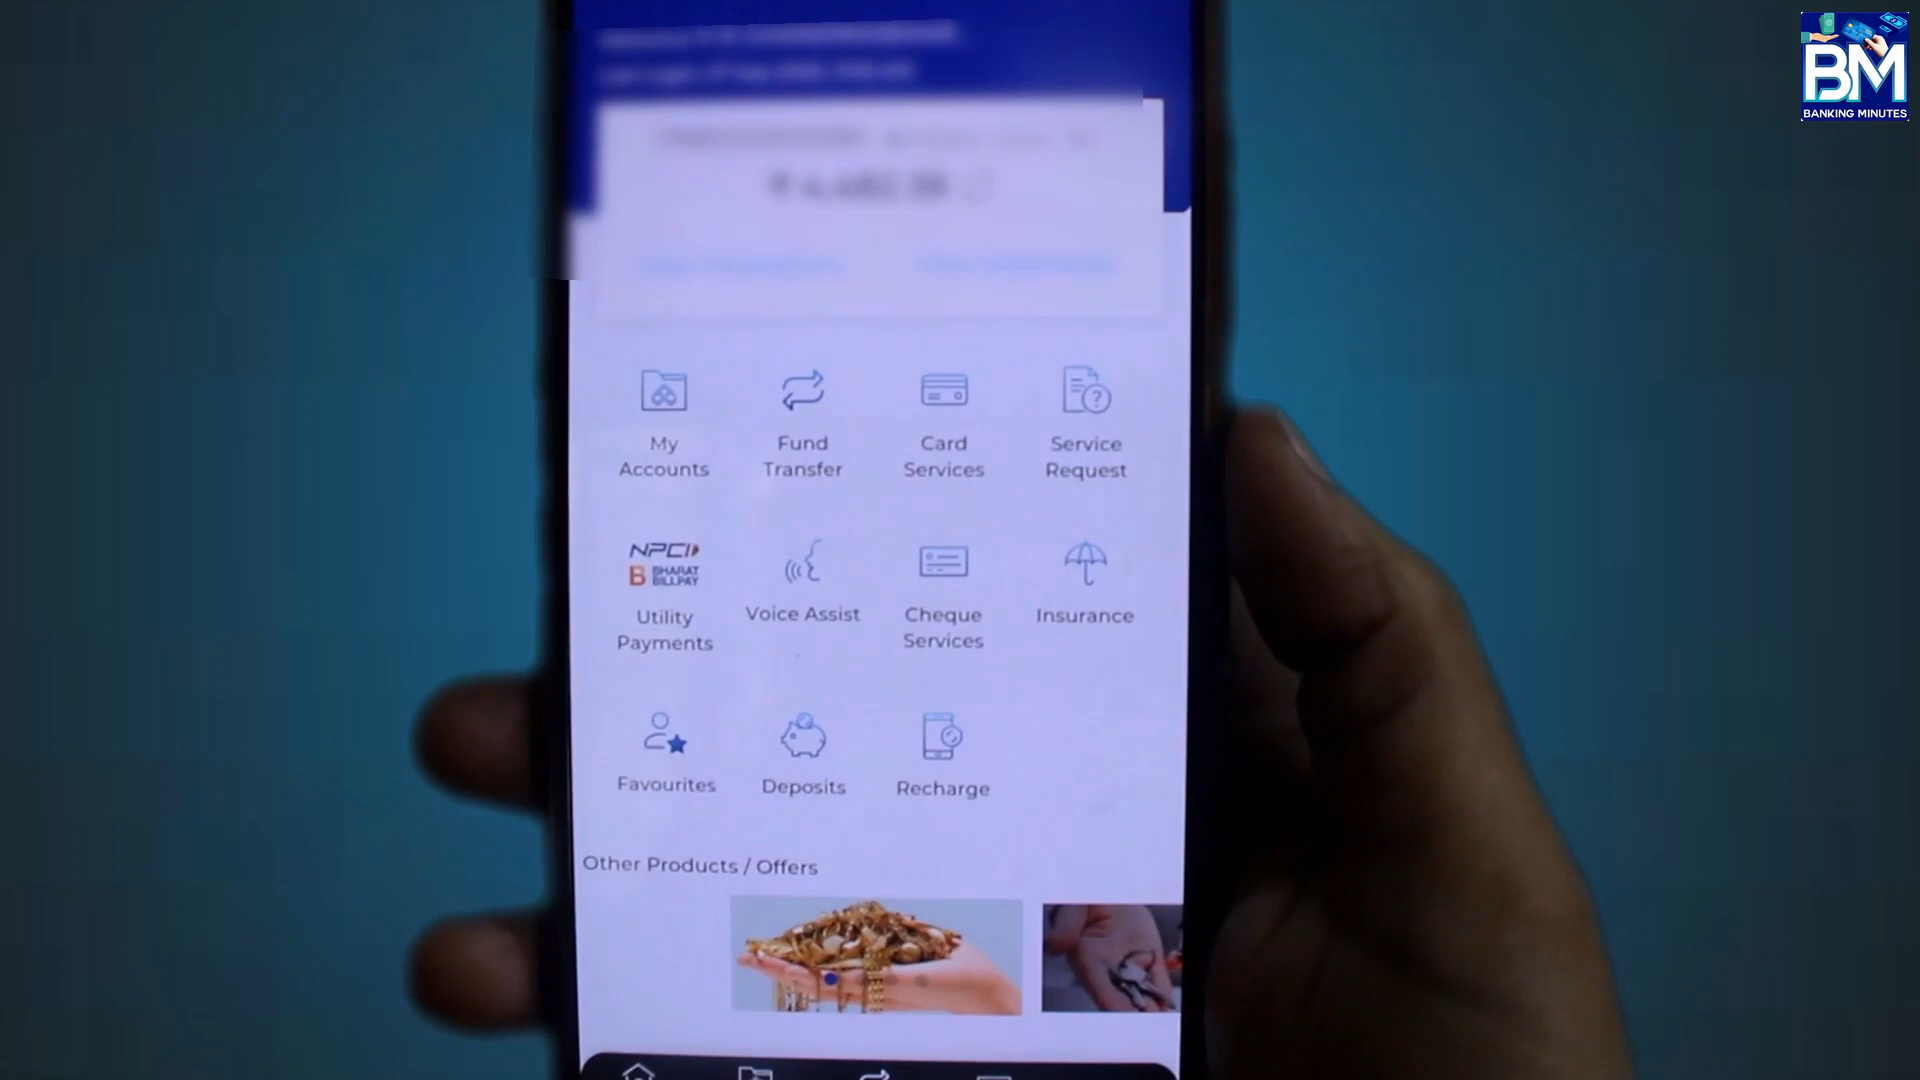 BM
BANKING MINUTES
My
Accounts
Fund
Transfer
Card
Services
Service
Request
NPCI
B BHARAT
BILLPAY
Utility
Payments
Voice Assist
Cheque
Services
Insurance
Favourites
Deposits
Recharge
Other Products / Offers